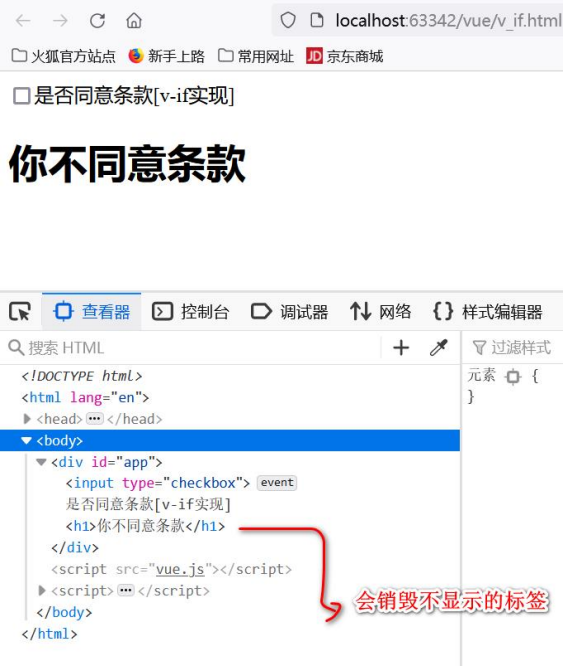 localhost:63342/vue/v_if.html
火狐官方站点 新手上路 常用网址 JD 京东商城
是否同意条款[v-if实现]
你不同意条款
查看器 控制台 调试器 网络 {} 样式编辑器
搜索 HTML + 过滤样式
<!DOCTYPE html>
元素 {
<html lang="en">
}
<head>…</head>
<body>
<div id="app">
<input type="checkbox"> event
是否同意条款[v-if实现]
<h1>你不同意条款</h1>
</div>
<script src="vue.js"></script>
<script>…</script>
会销毁不显示的标签
</body>
</html>